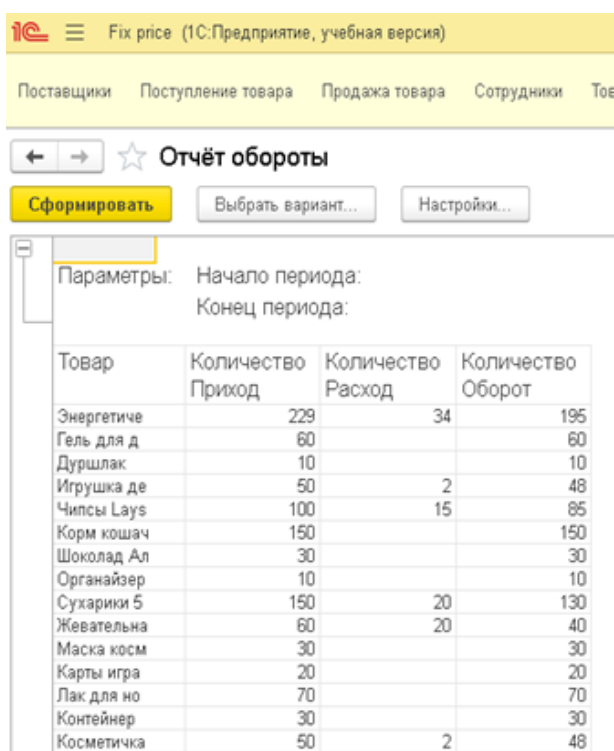 1С Fix price (1С:Предприятие, учебная версия)
Поставщики Поступление товара Продажа товара Сотрудники Тов
Отчёт обороты
Сформировать Выбрать вариант... Настройки...
Параметры: Начало периода:
Конец периода:
Товар Количество Приход Количество Расход Количество Оборот
Энергетиче 229 34 195
Гель для д 60 60
Дуршлак 10 10
Игрушка де 50 2 48
Чипсы Lays 100 15 85
Корм кошач 150 150
Шоколад Ал 30 30
Органайзер 10 10
Сухарики 5 150 20 130
Жевательна 60 20 40
Маска косм 30 30
Карты игра 20 20
Лак для но 70 70
Контейнер 30 30
Косметичка 50 2 48